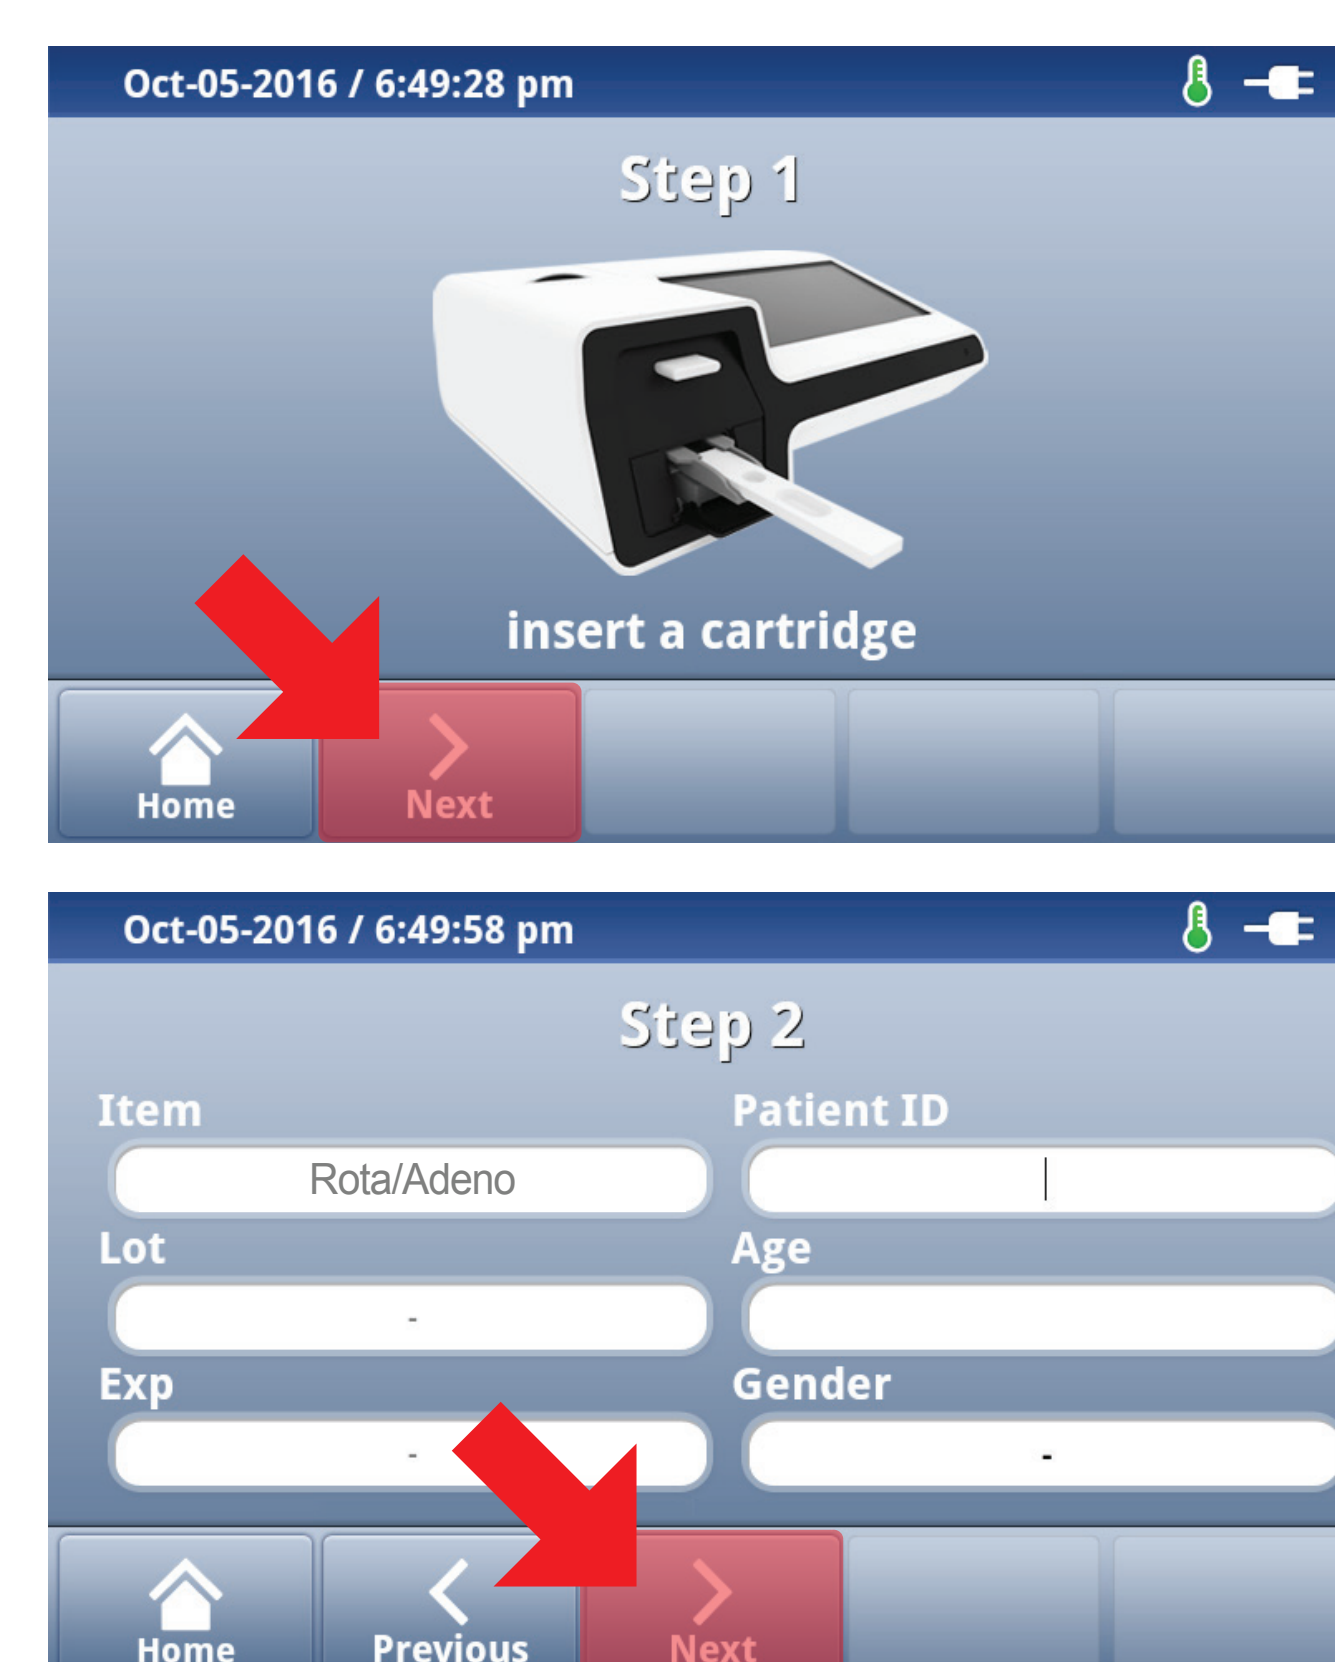 Oct-05-2016 / 6:49:28 pm
Step 1
insert a cartridge
Home
Next
Oct-05-2016 / 6:49:58 pm
Step 2
Item
Patient ID
Rota/Adeno
Lot
Age
-
Exp
Gender
-
-
Home
Previous
Next